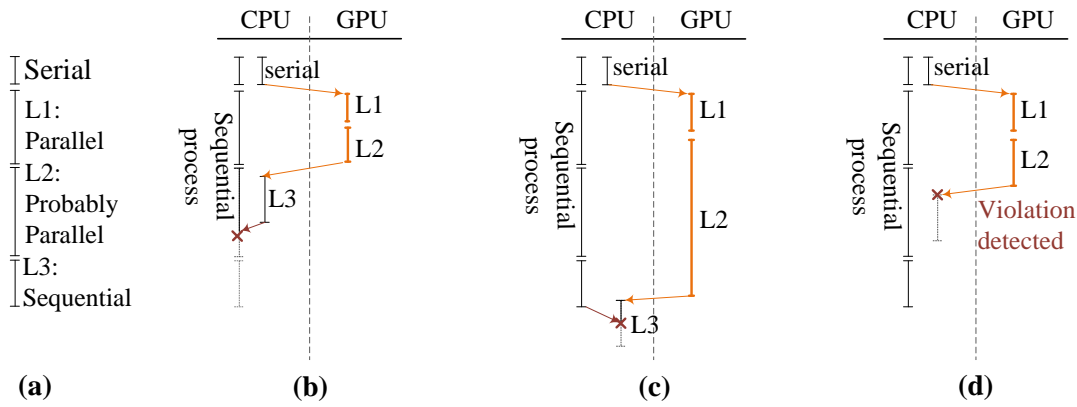 CPU GPU
CPU GPU
CPU GPU
Serial
L1:
Parallel
L2:
Probably
Parallel
L3:
Sequential
(a)
serial
L1
L2
L3
Sequential
process
(b)
serial
L1
L2
L3
Sequential
process
(c)
serial
L1
L2
Sequential
process
Violation
detected
(d)